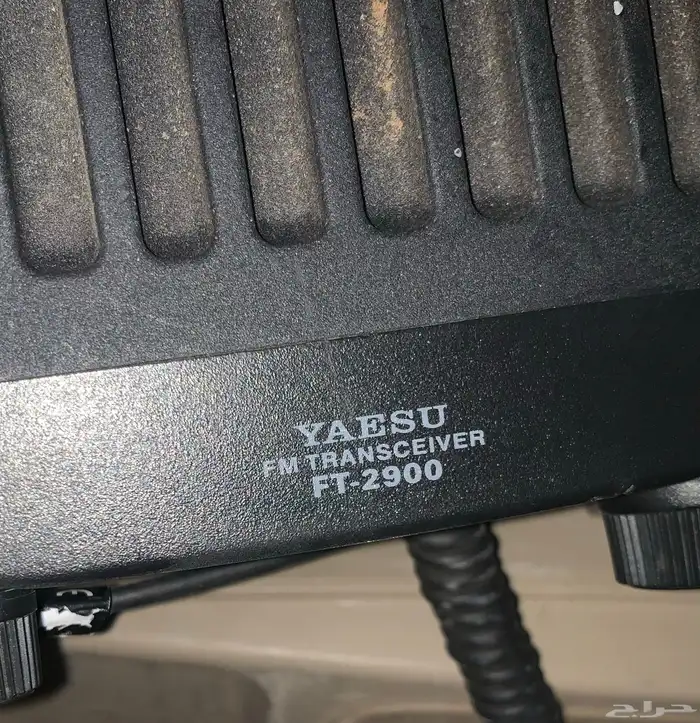 YAESU
FM TRANSCEIVER
FT-2900
حراج